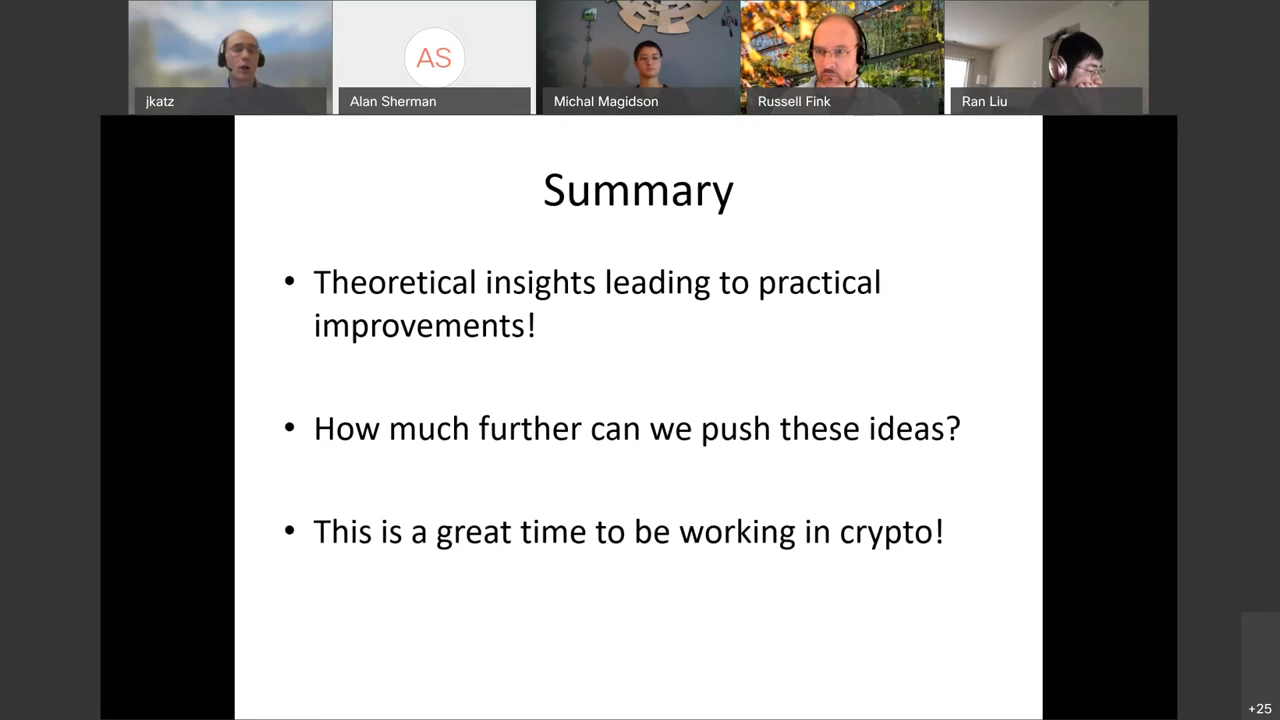 AS
jkatz
Alan Sherman
Michal Magidson
Russell Fink
Ran Liu
Summary
• Theoretical insights leading to practical
improvements!
• How much further can we push these ideas?
• This is a great time to be working in crypto!
+25